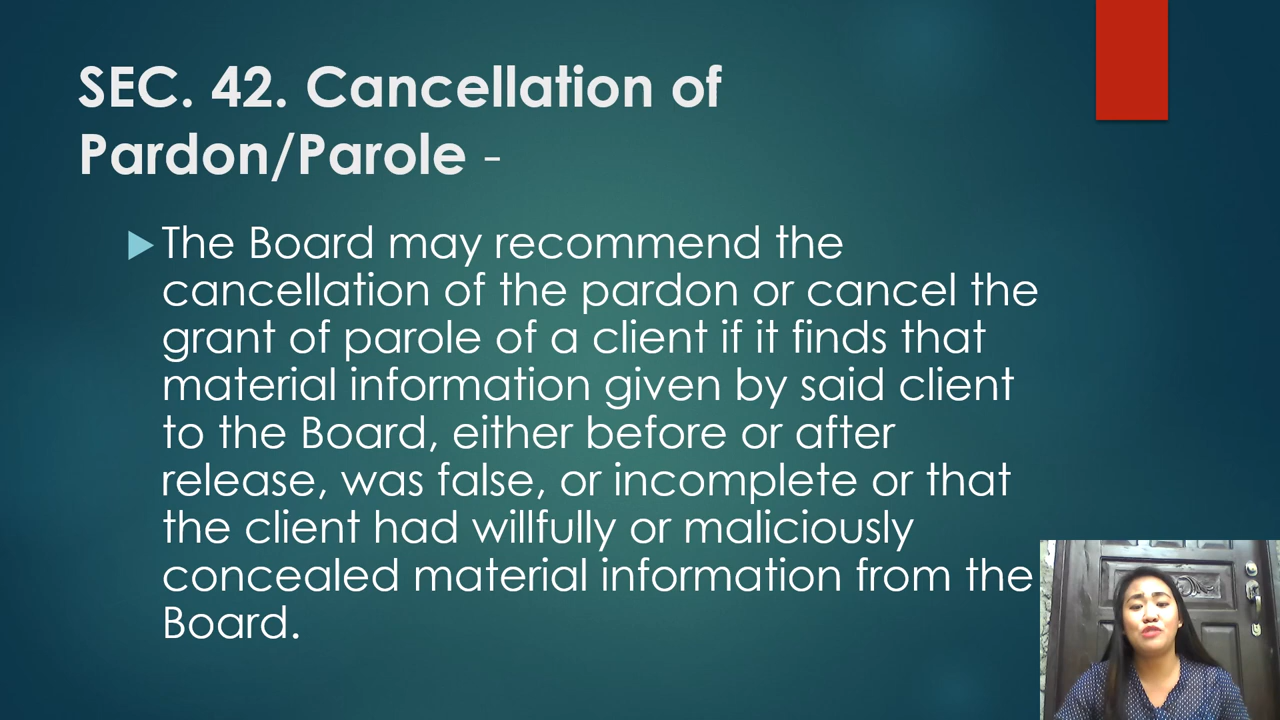 SEC. 42. Cancellation of
Pardon/Parole -
The Board may recommend the
cancellation of the pardon or cancel the
grant of parole of a client if it finds that
material information given by said client
to the Board, either before or after
release, was false, or incomplete or that
the client had willfully or maliciously
concealed material information from the
Board.